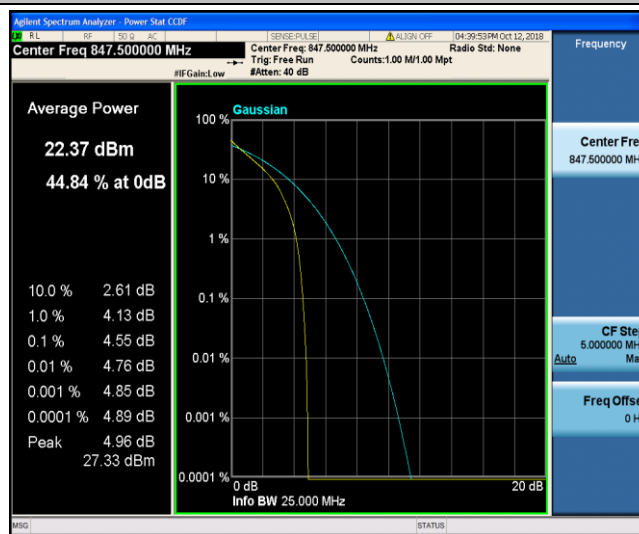 Agilent Spectrum Analyzer - Power Stat CCDF
RL RF 50 Ω AC SENSE:PULSE ALIGN OFF 04:39:53PM Oct 12, 2018
Center Freq 847.500000 MHz Center Freq: 847.500000 MHz Radio Std: None Frequency
Trig: Free Run Counts:1.00 M/1.00 Mpt
#IFGain:Low #Atten: 40 dB
Average Power
22.37 dBm
44.84 % at 0dB
10.0 % 2.61 dB
1.0 % 4.13 dB
0.1 % 4.55 dB
0.01 % 4.76 dB
0.001 % 4.85 dB
0.0001 % 4.89 dB
Peak 4.96 dB
27.33 dBm
Gaussian
100 %
10 %
1 %
0.1 %
0.01 %
0.001 %
0.0001 %
0 dB 20 dB
Info BW 25.000 MHz
Center Fre
847.500000 MH
CF Ste
5.000000 MH
Auto Ma
Freq Offse
0 H
MSG STATUS